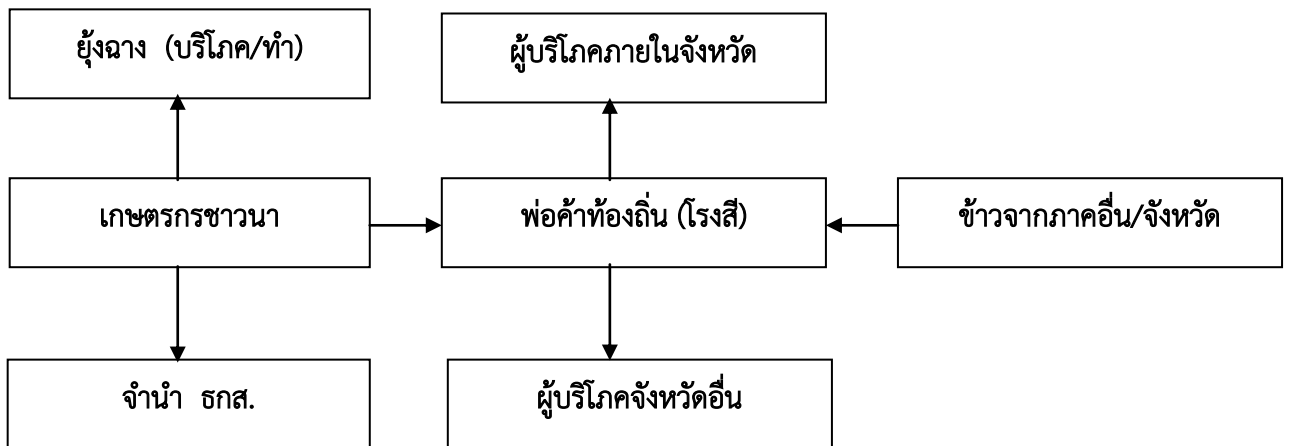 ยุ้งฉาง (บริโภค/ทำ)
ผู้บริโภคภายในจังหวัด
เกษตรกรชาวนา
พ่อค้าท้องถิ่น (โรงสี)
ข้าวจากภาคอื่น/จังหวัด
จำนำ ธกส.
ผู้บริโภคจังหวัดอื่น